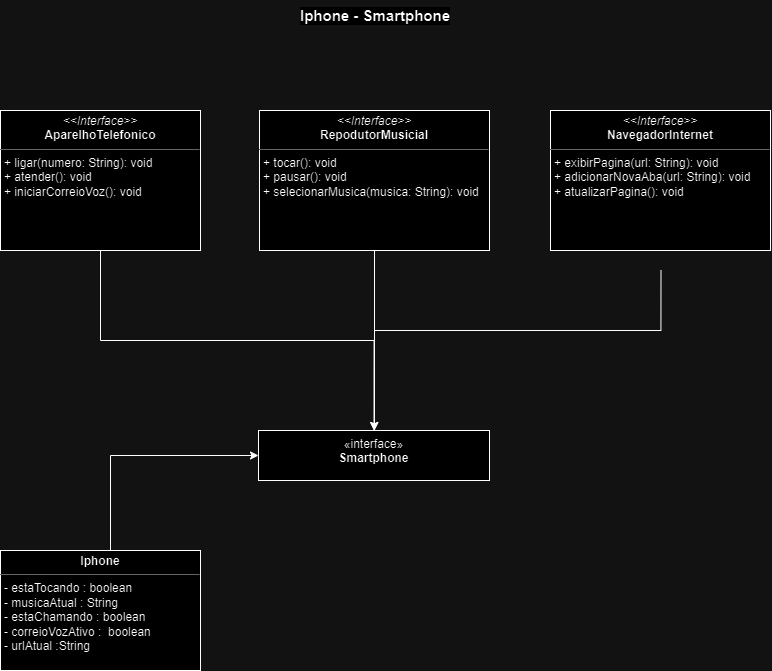 Iphone - Smartphone
<<Interface>>
AparelhoTelefonico
+ ligar(numero: String): void
+ atender(): void
+ iniciarCorreioVoz(): void
<<Interface>>
RepodutorMusicial
+ tocar(): void
+ pausar(): void
+ selecionarMusica(musica: String): void
<<Interface>>
NavegadorInternet
+ exibirPagina(url: String): void
+ adicionarNovaAba(url: String): void
+ atualizarPagina(): void
«interface»
Smartphone
Iphone
- estaTocando : boolean
- musicaAtual : String
- estaChamando : boolean
- correioVozAtivo :  boolean
- urlAtual :String